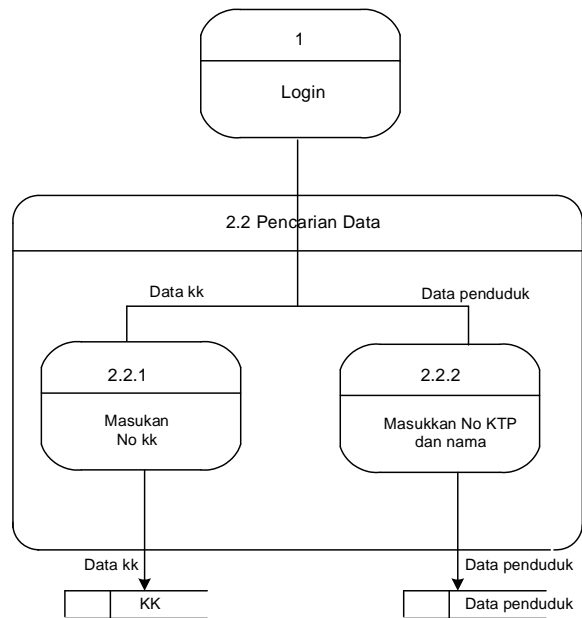 1
Login
2.2 Pencarian Data
Data kk
Data penduduk
2.2.1
Masukan
No kk
2.2.2
Masukkan No KTP
dan nama
Data kk
Data penduduk
KK
Data penduduk